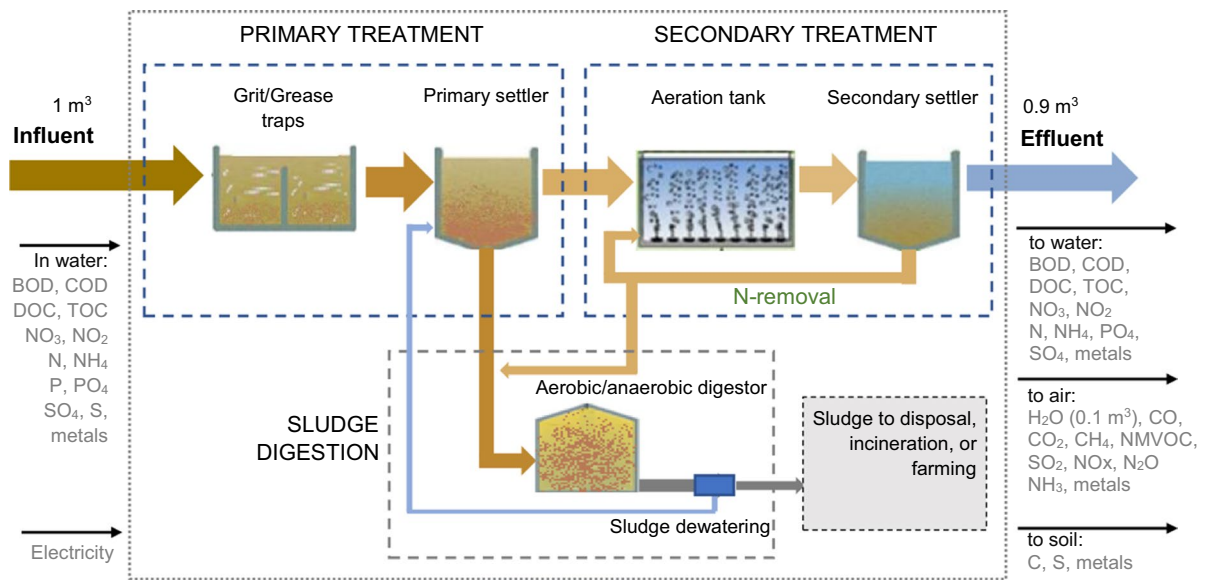 PRIMARY TREATMENT
SECONDARY TREATMENT
1 m³
Influent
Grit/Grease
traps
Primary settler
Aeration tank
Secondary settler
0.9 m³
Effluent
In water:
BOD, COD
DOC, TOC
NO₃, NO₂
N, NH₄
P, PO₄
SO₄, S,
metals
Electricity
N-removal
SLUDGE
DIGESTION
Aerobic/anaerobic digestor
Sludge dewatering
Sludge to disposal,
incineration, or
farming
to water:
BOD, COD,
DOC, TOC,
NO₃, NO₂
N, NH₄, PO₄,
SO₄, metals
to air:
H₂O (0.1 m³), CO,
CO₂, CH₄, NMVOC,
SO₂, NOx, N₂O
NH₃, metals
to soil:
C, S, metals